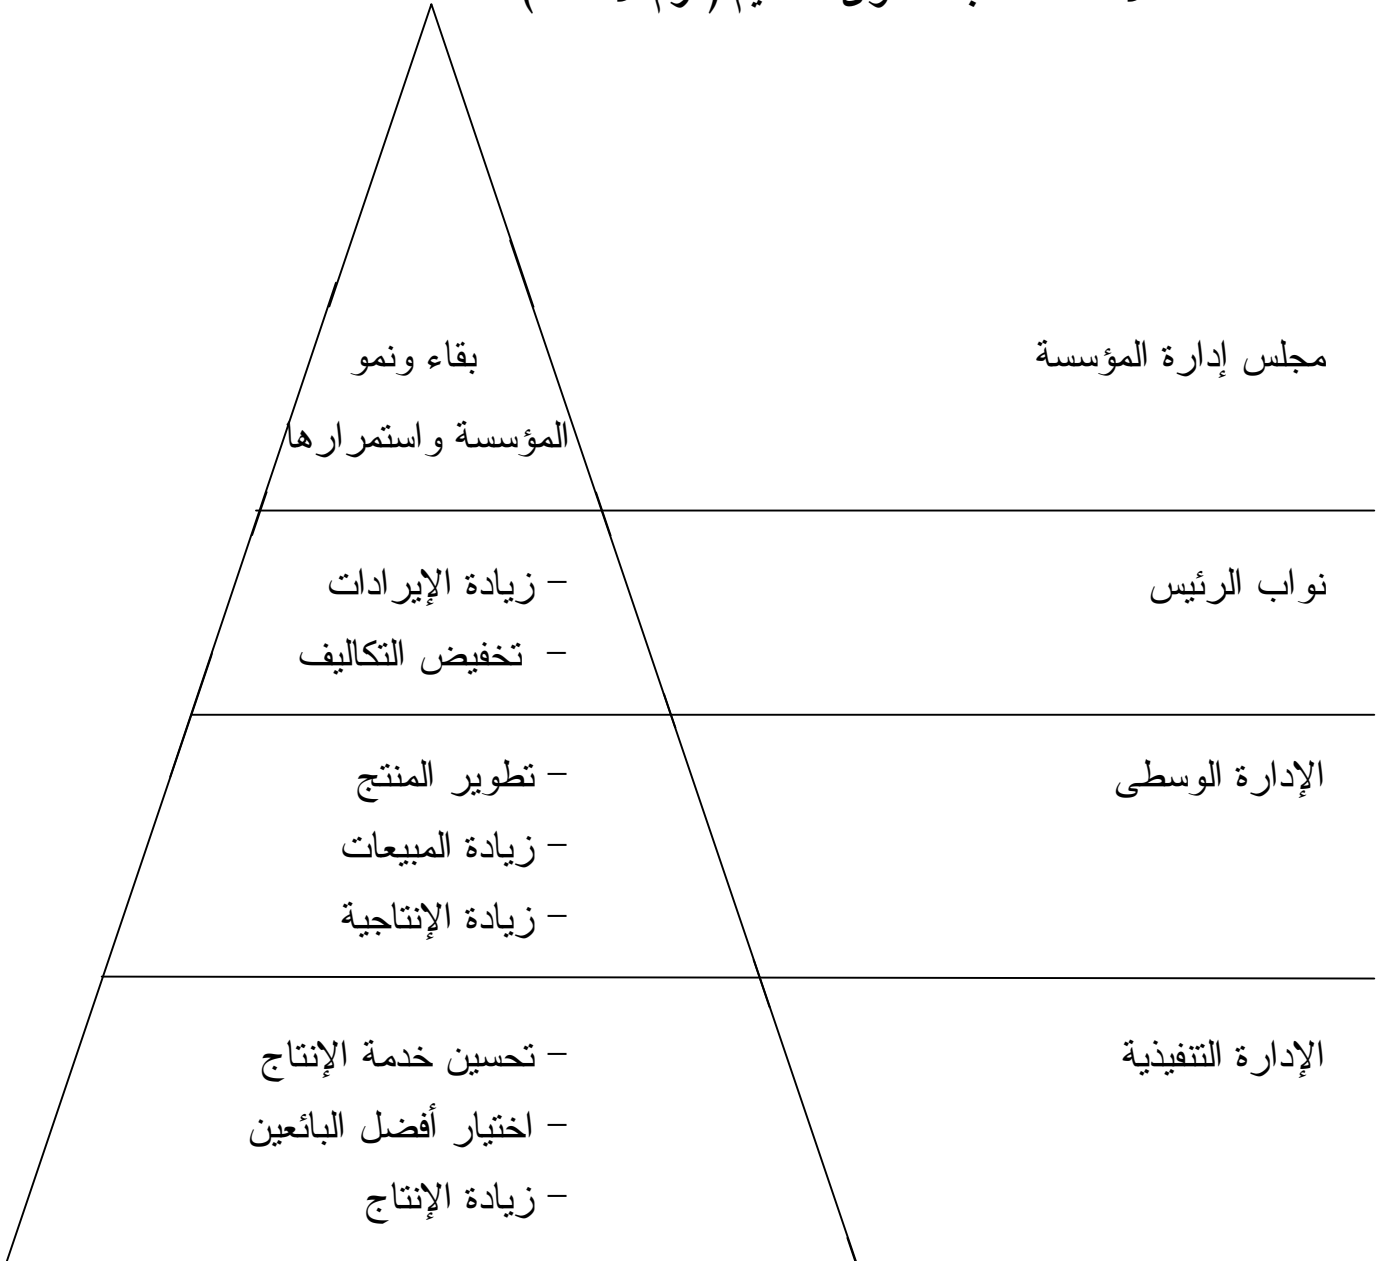 مجلس إدارة المؤسسة
بقاء ونمو
المؤسسة واستمرارها
نواب الرئيس
– زيادة الإيرادات
– تخفيض التكاليف
الإدارة الوسطى
– تطوير المنتج
– زيادة المبيعات
– زيادة الإنتاجية
الإدارة التنفيذية
– تحسين خدمة الإنتاج
– اختيار أفضل البائعين
– زيادة الإنتاج